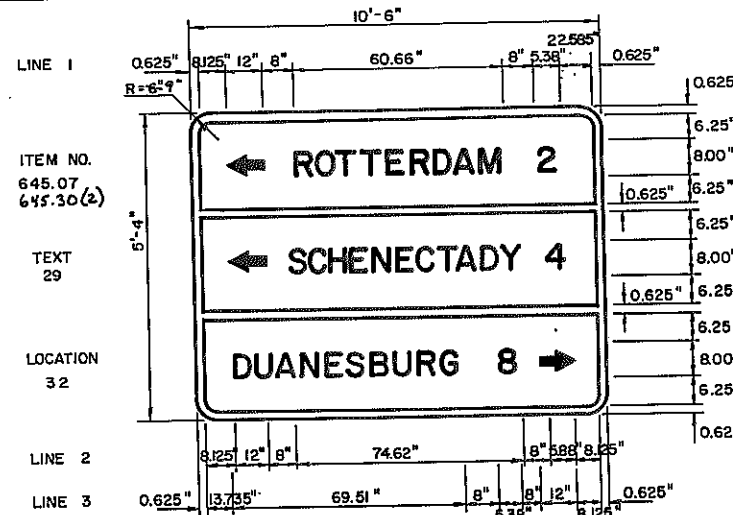 10'-6"
LINE 1 0.625" 8.125" 12" 8" 60.66" 8" 5.38" 22.585" 0.625"
0.625
6.25"
ITEM NO.
645.07
645.30(2)
← ROTTERDAM 2
8.00"
6.25"
0.625"
5'-4"
6.25"
TEXT
29
← SCHENECTADY 4
8.00"
6.25
0.625"
6.25
LOCATION
32
DUANESBURG 8 →
8.00
6.25
0.62
LINE 2 8.125" 12" 8" 74.62" 8" 5.88" 8.125"
LINE 3 0.625" 13.735" 69.51" 8" 8" 12" 0.625"
8.125"